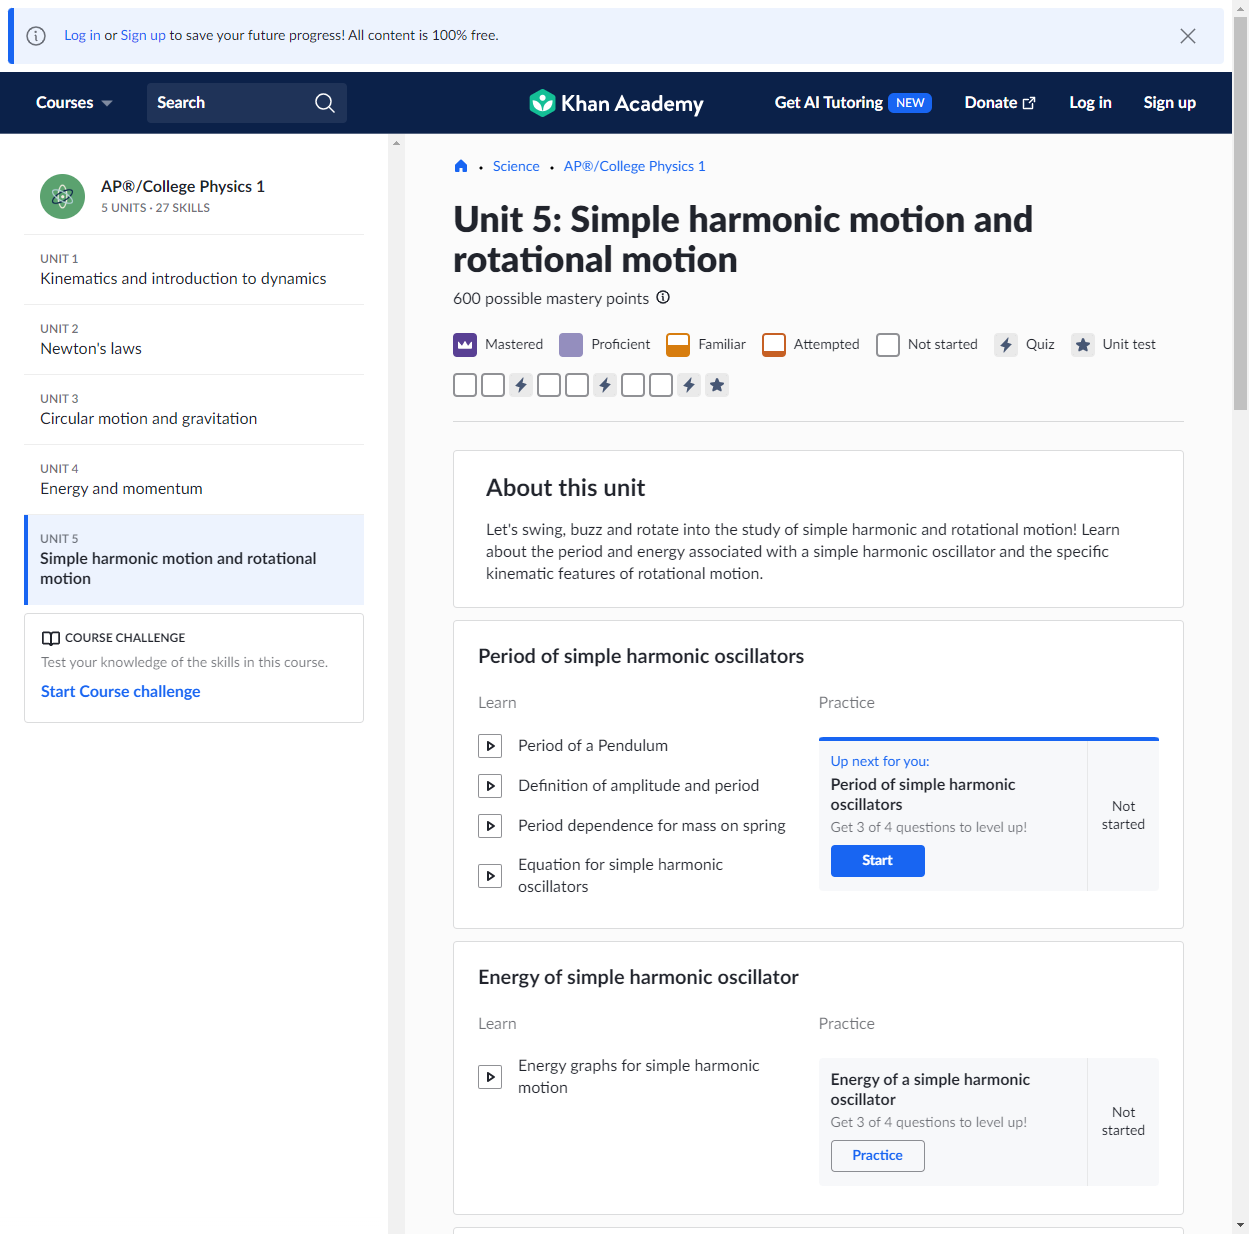 Log in or Sign up to save your future progress! All content is 100% free.
Courses
Search
Khan Academy
Get AI Tutoring NEW
Donate
Log in
Sign up
AP®/College Physics 1
5 UNITS · 27 SKILLS
UNIT 1
Kinematics and introduction to dynamics
UNIT 2
Newton's laws
UNIT 3
Circular motion and gravitation
UNIT 4
Energy and momentum
UNIT 5
Simple harmonic motion and rotational
motion
COURSE CHALLENGE
Test your knowledge of the skills in this course.
Start Course challenge
Science • AP®/College Physics 1
Unit 5: Simple harmonic motion and
rotational motion
600 possible mastery points
Mastered
Proficient
Familiar
Attempted
Not started
Quiz
Unit test
About this unit
Let's swing, buzz and rotate into the study of simple harmonic and rotational motion! Learn
about the period and energy associated with a simple harmonic oscillator and the specific
kinematic features of rotational motion.
Period of simple harmonic oscillators
Learn
Period of a Pendulum
Definition of amplitude and period
Period dependence for mass on spring
Equation for simple harmonic
oscillators
Practice
Up next for you:
Period of simple harmonic
oscillators
Get 3 of 4 questions to level up!
Start
Not
started
Energy of simple harmonic oscillator
Learn
Energy graphs for simple harmonic
motion
Practice
Energy of a simple harmonic
oscillator
Get 3 of 4 questions to level up!
Practice
Not
started